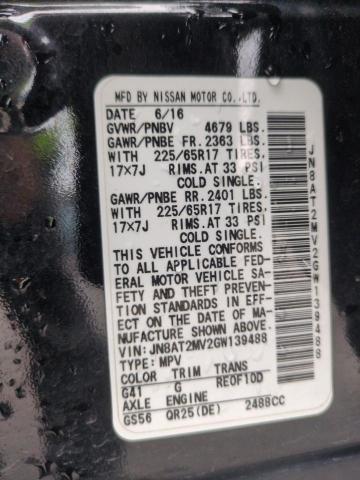 MFD BY NISSAN MOTOR CO.,LTD.
DATE 6/16
GVWR/PNBV 4679 LBS.
GAWR/PNBE FR. 2363 LBS.
WITH 225/65R17 TIRES,
17×7J RIMS.AT 33 PSI
COLD SINGLE.
GAWR/PNBE RR. 2401 LBS.
WITH 225/65R17 TIRES,
17×7J RIMS.AT 33 PSI
COLD SINGLE.
THIS VEHICLE CONFORMS
TO ALL APPLICABLE FED-
ERAL MOTOR VEHICLE SA-
FETY AND THEFT PREVEN-
TION STANDARDS IN EFF-
ECT ON THE DATE OF MA-
NUFACTURE SHOWN ABOVE.
VIN:JN8AT2MV2GW139488
TYPE: MPV
COLOR TRIM TRANS
G41 G RE0F10D
AXLE ENGINE
GS56 QR25(DE) 2488CC
JN8AT2MV2GW139488